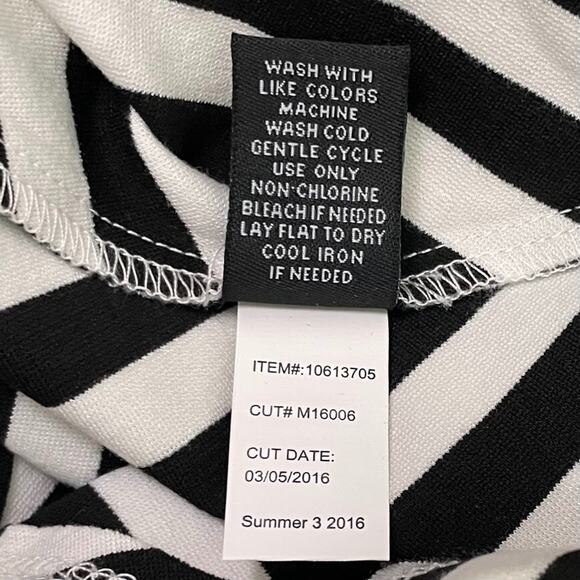 WASH WITH
LIKE COLORS
MACHINE
WASH COLD
GENTLE CYCLE
USE ONLY
NON-CHLORINE
BLEACH IF NEEDED
LAY FLAT TO DRY
COOL IRON
IF NEEDED
ITEM#:10613705
CUT# M16006
CUT DATE:
03/05/2016
Summer 3 2016